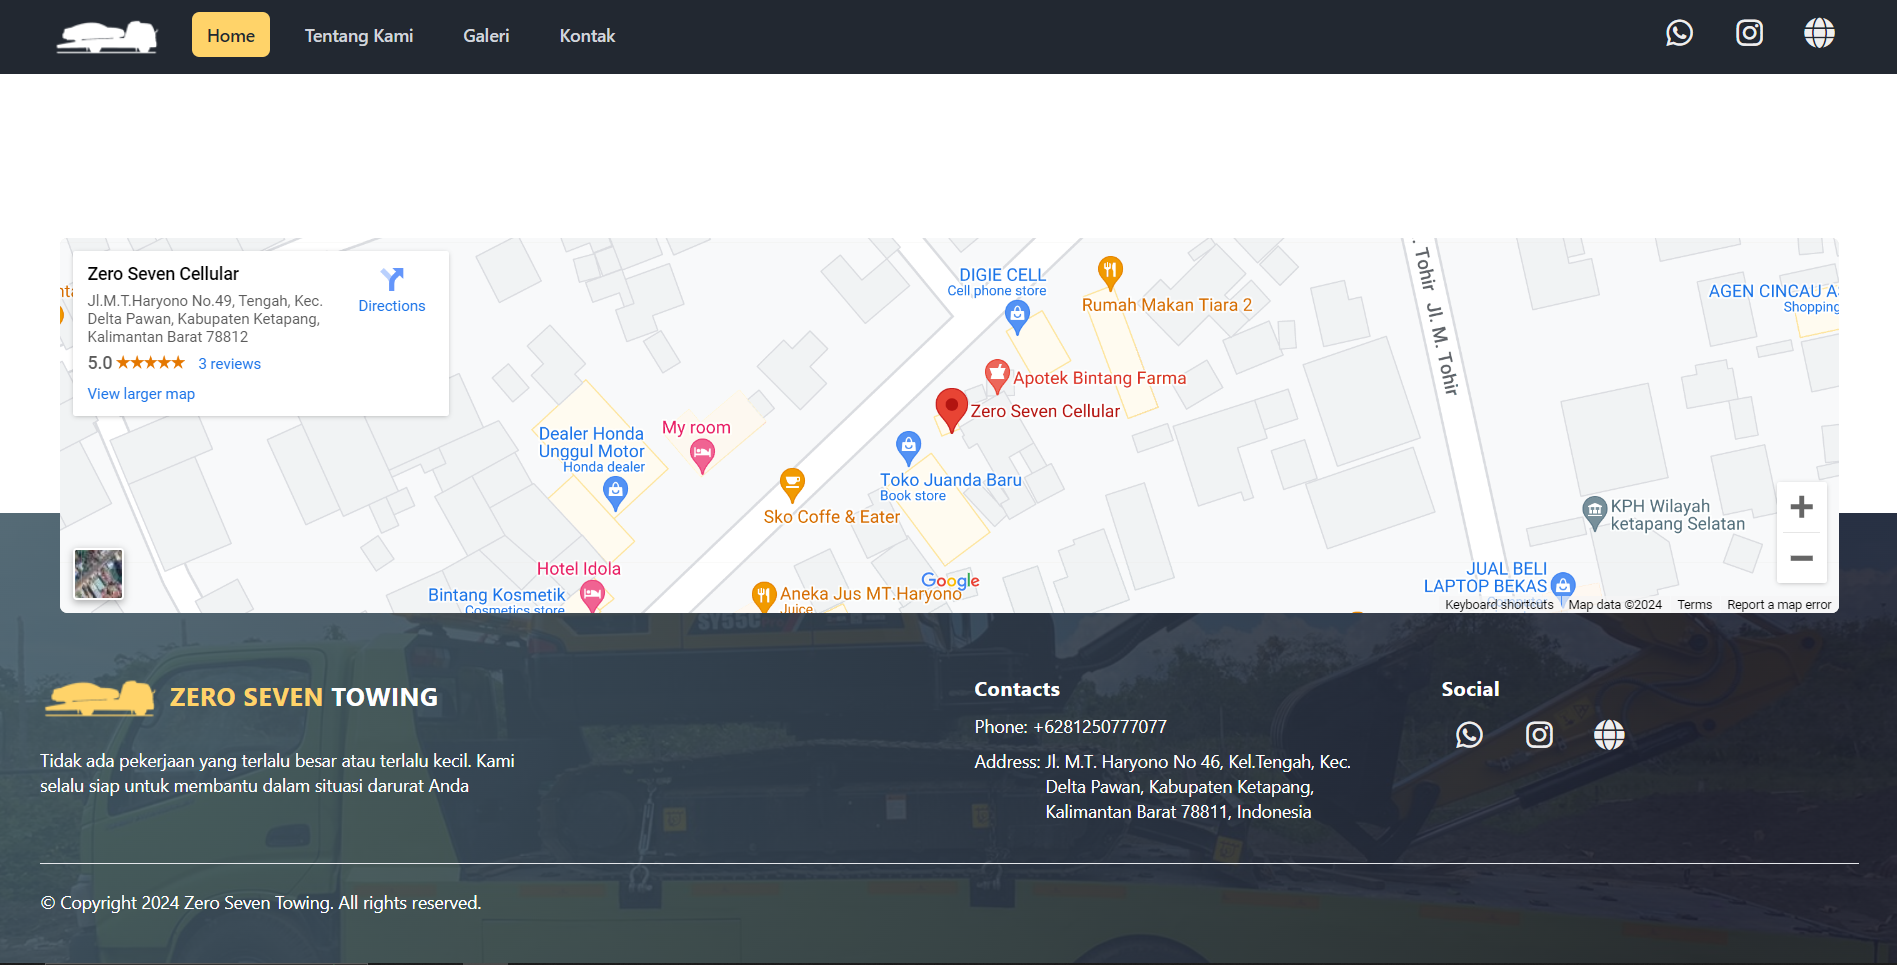 Home
Tentang Kami
Galeri
Kontak
Zero Seven Cellular
Jl.M.T.Haryono No.49, Tengah, Kec.
Delta Pawan, Kabupaten Ketapang,
Kalimantan Barat 78812
5.0
3 reviews
View larger map
Directions
DIGIE CELL
Cell phone store
Rumah Makan Tiara 2
Tohir
Jl. M. Tohir
AGEN CINCAU
Shopping
Apotek Bintang Farma
Zero Seven Cellular
Dealer Honda
Unggul Motor
Honda dealer
My room
Toko Juanda Baru
Book store
Sko Coffe & Eater
KPH Wilayah
ketapang Selatan
Hotel Idola
Bintang Kosmetik
Cosmetics store
Google
Aneka Jus MT.Haryono
Juice
JUAL BELI
LAPTOP BEKAS
Keyboard shortcuts
Map data ©2024
Terms
Report a map error
SY55C
ZERO SEVEN TOWING
Tidak ada pekerjaan yang terlalu besar atau terlalu kecil. Kami
selalu siap untuk membantu dalam situasi darurat Anda
Contacts
Phone: +6281250777077
Address: Jl. M.T. Haryono No 46, Kel.Tengah, Kec.
Delta Pawan, Kabupaten Ketapang,
Kalimantan Barat 78811, Indonesia
Social
© Copyright 2024 Zero Seven Towing. All rights reserved.